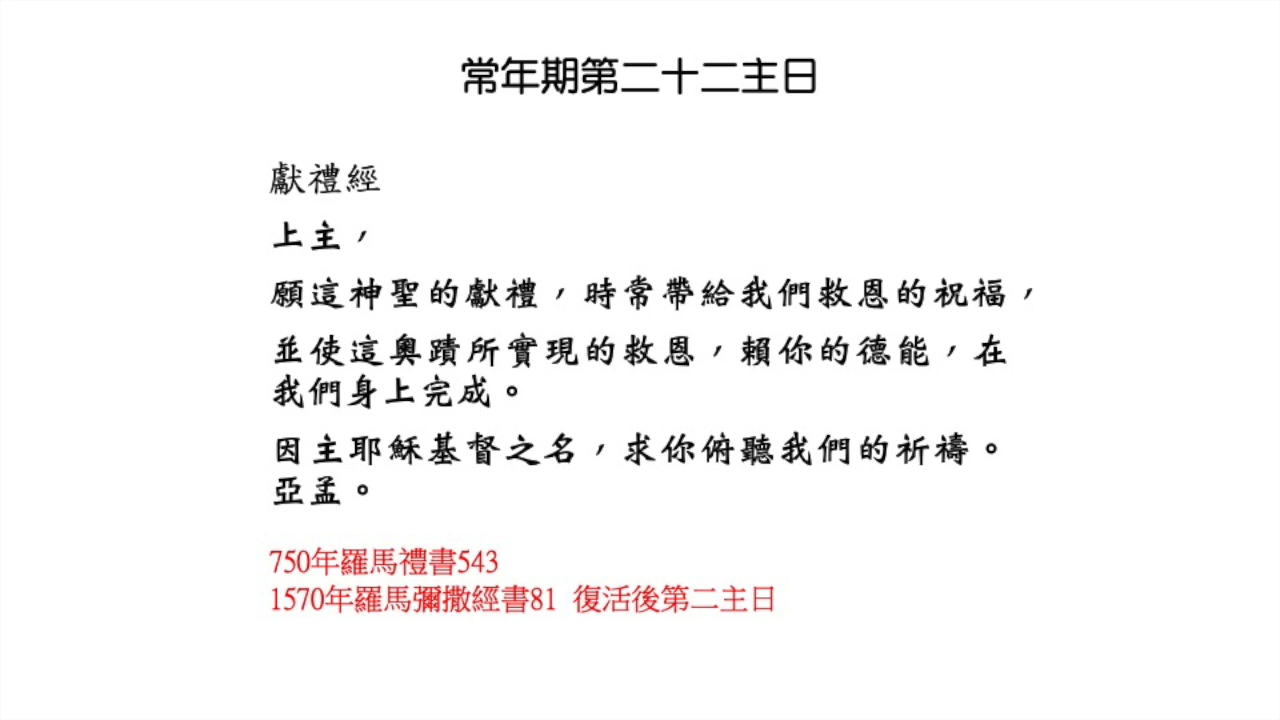 常年期第二十二主日
獻禮經
上主，
願這神聖的獻禮，時常帶給我們救恩的祝福，
並使這奧蹟所實現的救恩，賴你的德能，在
我們身上完成。
因主耶穌基督之名，求你俯聽我們的祈禱。
亞孟。
750年羅馬禮書543
1570年羅馬彌撒經書81 復活後第二主日